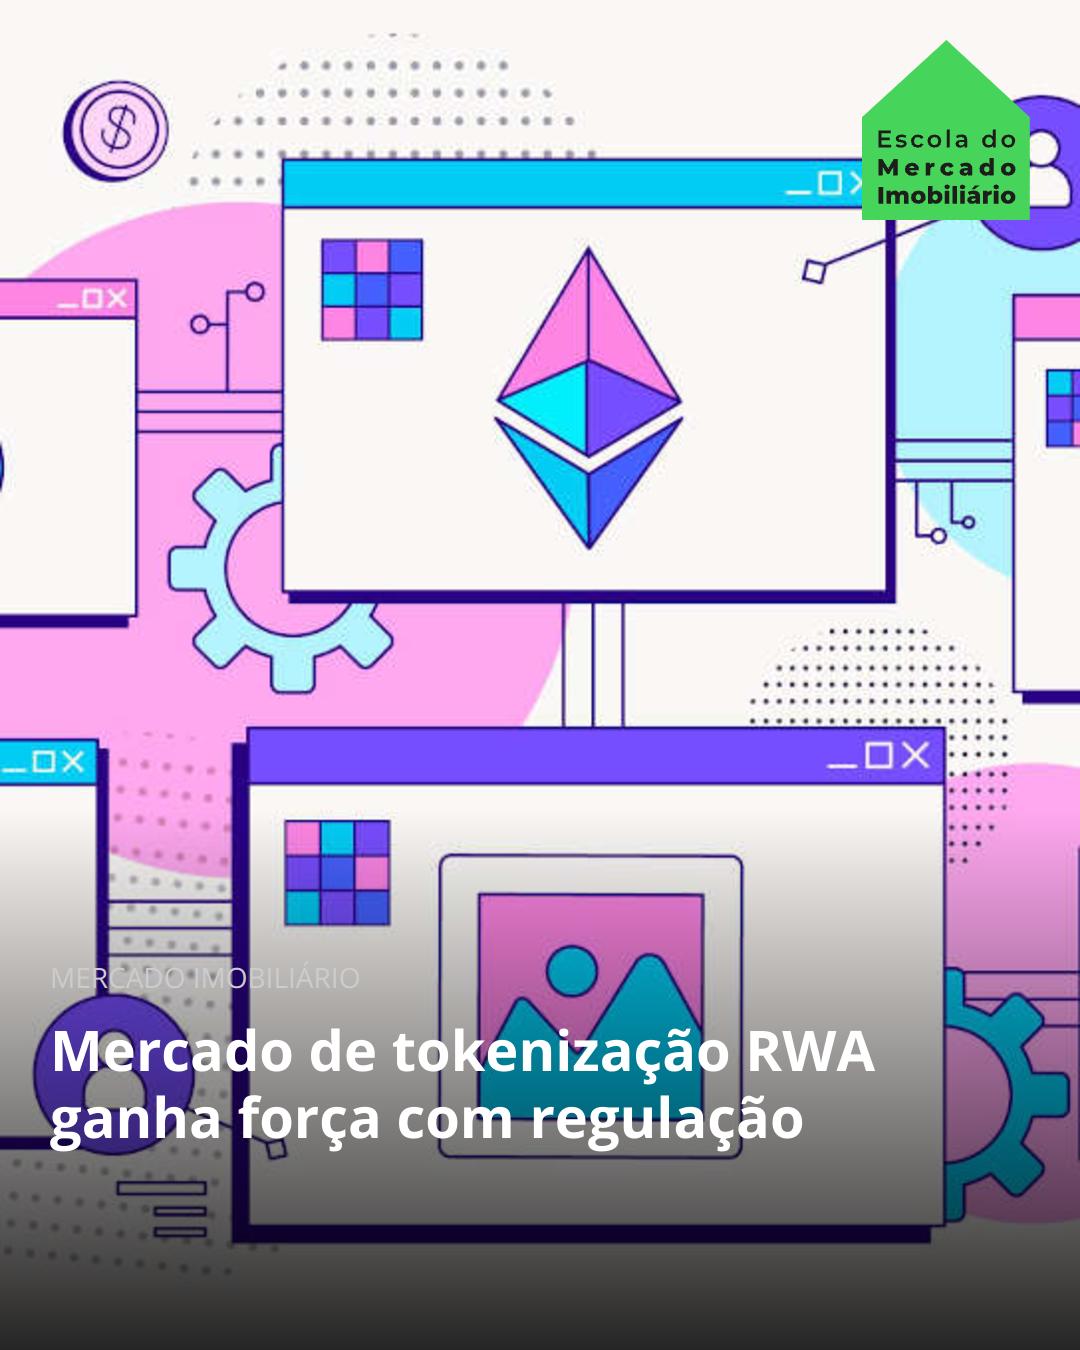 Escola do
Mercado
Imobiliário
MERCADO IMOBILIÁRIO
Mercado de tokenização RWA
ganha força com regulação